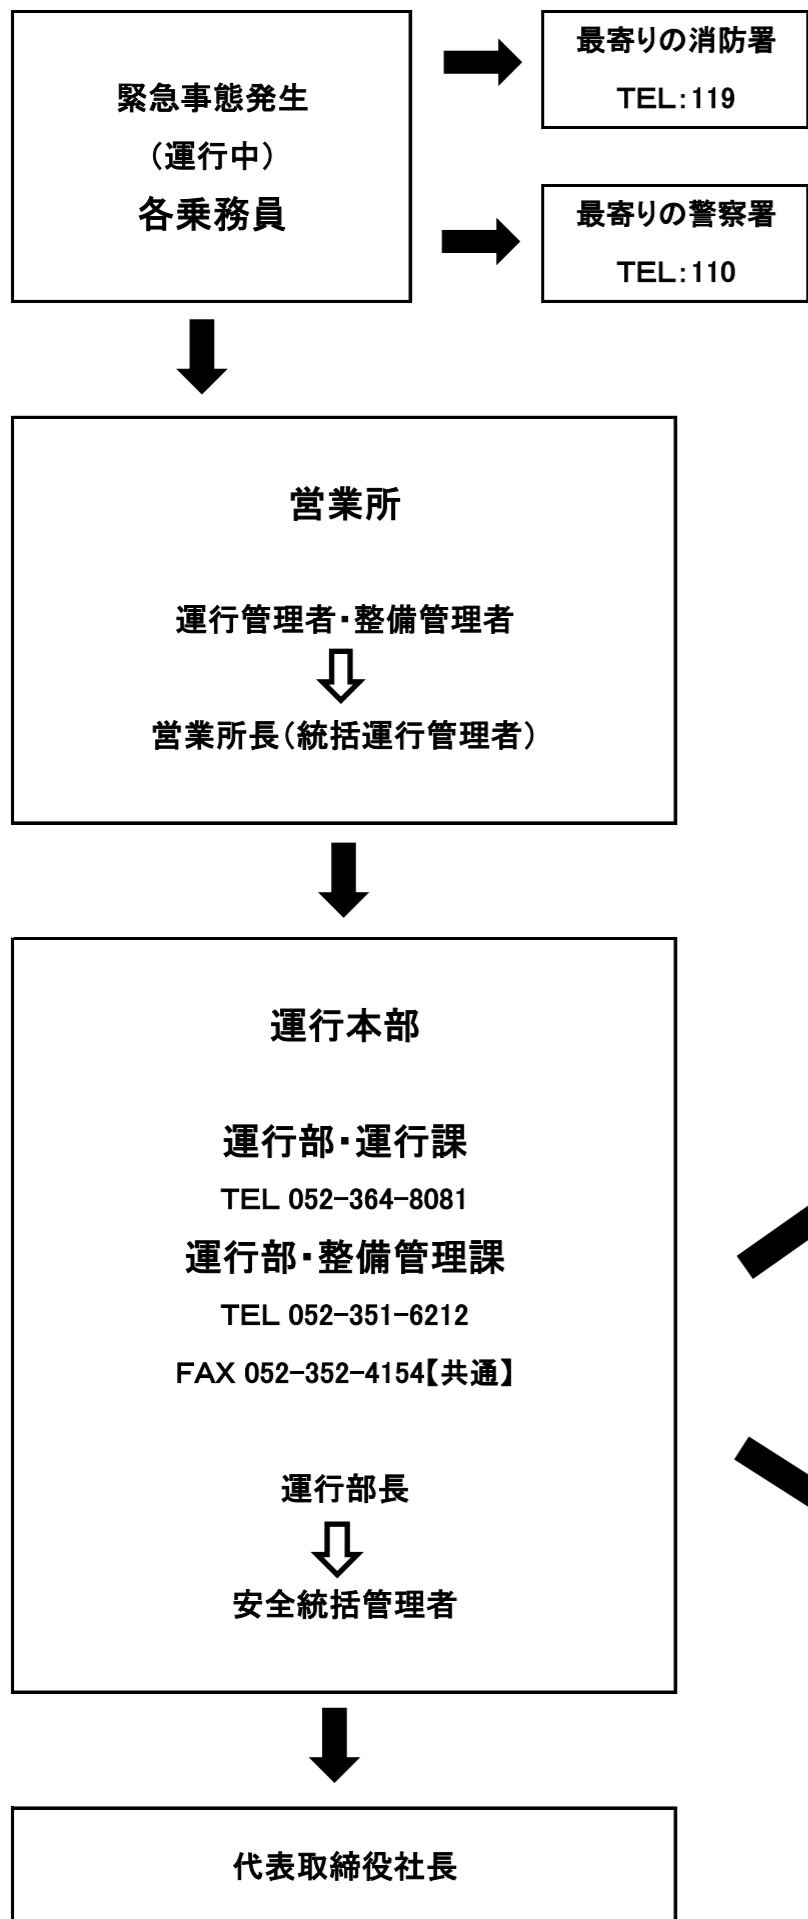 緊急事態発生
（運行中）
各乗務員
最寄りの消防署
TEL：119
最寄りの警察署
TEL：110
営業所
運行管理者・整備管理者
営業所長（統括運行管理者）
運行本部
運行部・運行課
TEL 052-364-8081
運行部・整備管理課
TEL 052-351-6212
FAX 052-352-4154【共通】
運行部長
安全統括管理者
代表取締役社長